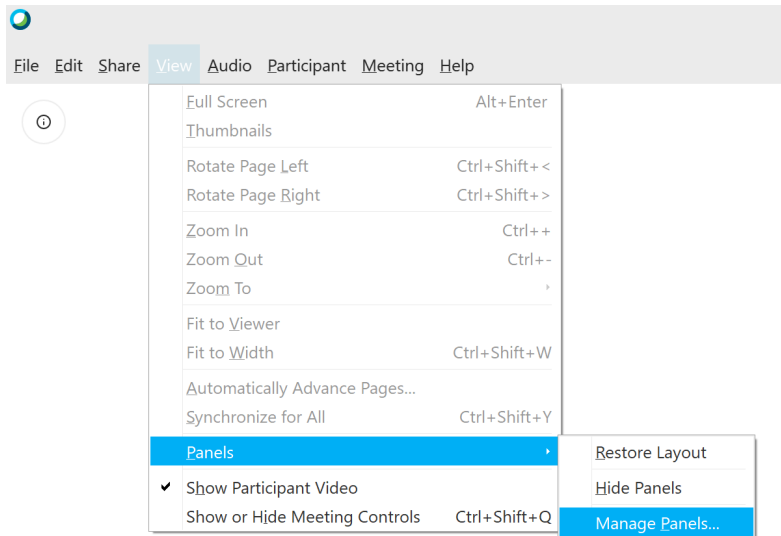 File Edit Share View Audio Participant Meeting Help
Full Screen Alt+Enter
Thumbnails
Rotate Page Left Ctrl+Shift+<
Rotate Page Right Ctrl+Shift+>
Zoom In Ctrl++
Zoom Out Ctrl+-
Zoom To
Fit to Viewer
Fit to Width Ctrl+Shift+W
Automatically Advance Pages...
Synchronize for All Ctrl+Shift+Y
Panels
Restore Layout
Show Participant Video
Hide Panels
Show or Hide Meeting Controls Ctrl+Shift+Q
Manage Panels...